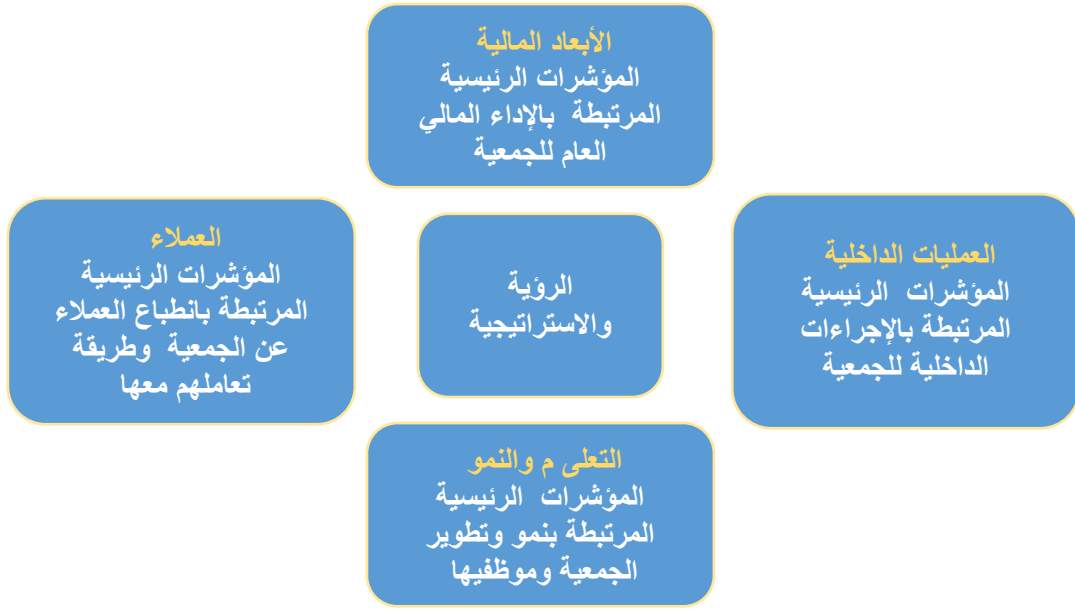 الأبعاد المالية
المؤشرات الرئيسية
المرتبطة بالإداء المالي
العام للجمعية
العمليات الداخلية
المؤشرات الرئيسية
المرتبطة بالإجراءات
الداخلية للجمعية
الرؤية
والاستراتيجية
العملاء
المؤشرات الرئيسية
المرتبطة بانطباع العملاء
عن الجمعية وطريقة
تعاملهم معها
التعلى م والنمو
المؤشرات الرئيسية
المرتبطة بنمو وتطوير
الجمعية وموظفيها